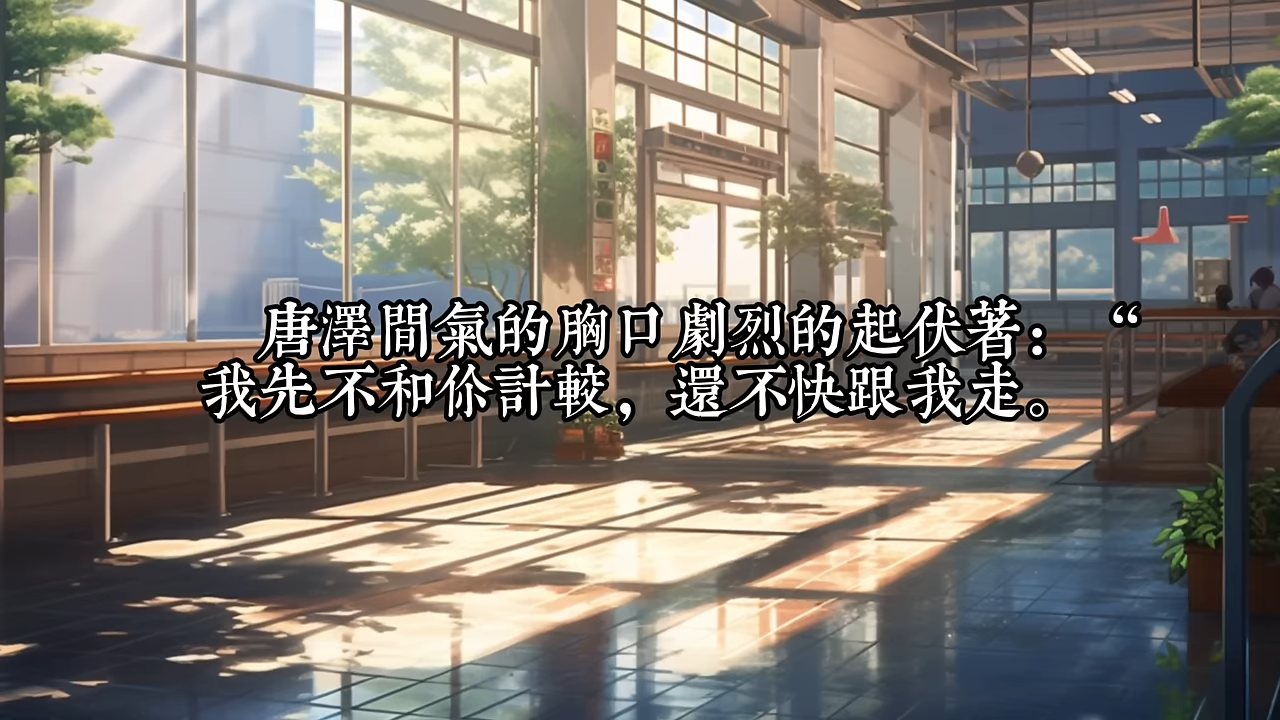 唐澤間氣的胸口劇烈的起伏著：“
我先不和你計較，還不快跟我走。